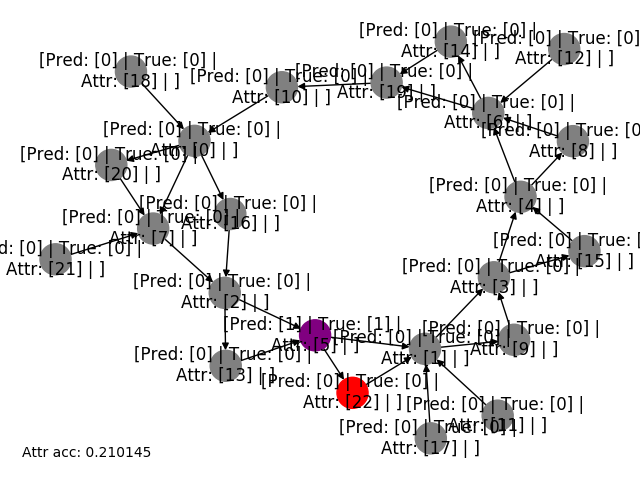 [Pred: [0] | True: [0] |
Attr: [14] | ]
[Pred: [0] | True: [0]
Attr: [12] | ]
[Pred: [0] | True: [0] |
Attr: [18] | ]
[Pred: [0] | True: [0] |
Attr: [10] | ]
[Pred: [0] | True: [0] |
Attr: [19] | ]
[Pred: [0] | True: [0] |
Attr: [6] | ]
[Pred: [0] | True: [0] |
Attr: [0] | ]
[Pred: [0] | True: [0]
Attr: [8] | ]
[Pred: [0] | True: [0] |
Attr: [20] | ]
[Pred: [0] | True: [0] |
Attr: [4] | ]
[Pred: [0] | True: [0] |
Attr: [16] | ]
[Pred: [0] | True: [0] |
Attr: [7] | ]
[0] | True: [0] |
Attr: [21] | ]
[Pred: [0] | True: [0] |
Attr: [15] | ]
[Pred: [0] | True: [0] |
Attr: [3] | ]
[Pred: [0] | True: [0] |
Attr: [2] | ]
[Pred: [1] | True: [1] |
Attr: [5] | ]
[Pred: [0] | True: [0] |
Attr: [1] | ]
[Pred: [0] | True: [0] |
Attr: [9] | ]
[Pred: [0] | True: [0] |
Attr: [13] | ]
[Pred: [0] | True: [0] |
Attr: [22] | ]
[Pred: [0] | True: [0] |
Attr: [11] | ]
[Pred: [0] | True: [0] |
Attr: [17] | ]
Attr acc: 0.210145